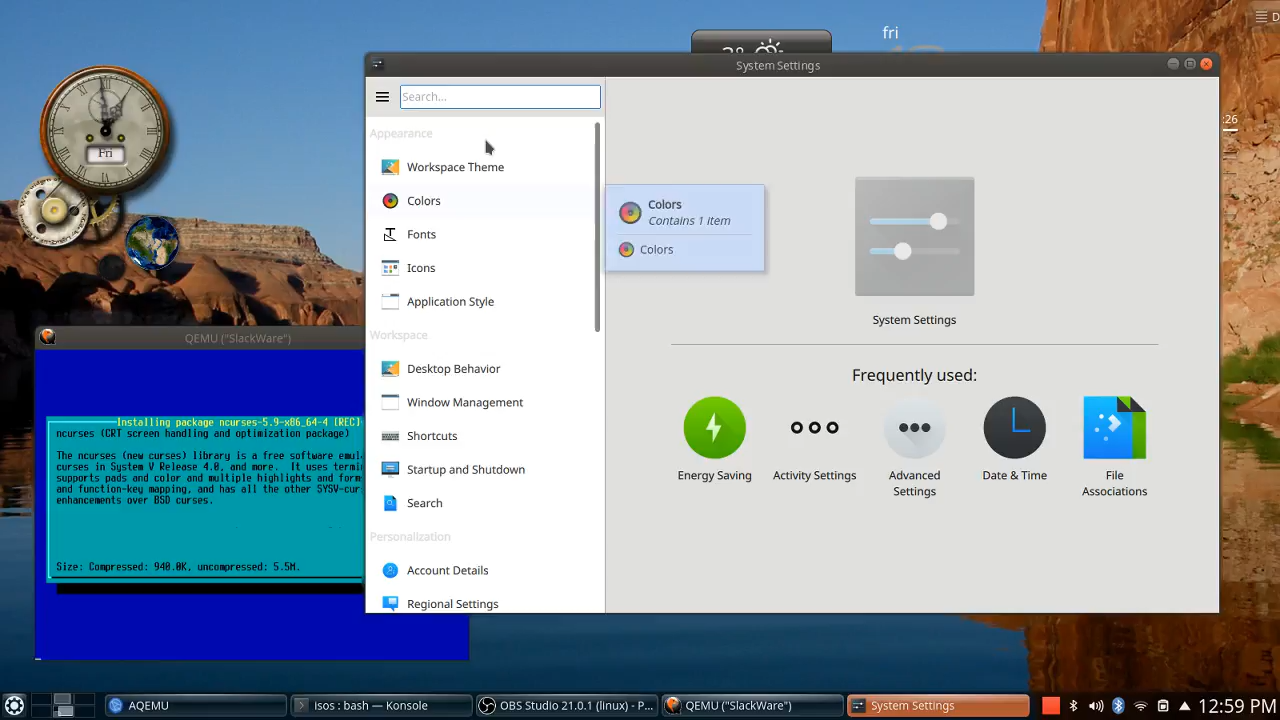 fri
D
System Settings
Search...
:26
Appearance
Workspace Theme
Colors
Fonts
Icons
Application Style
Workspace
Desktop Behavior
Window Management
Shortcuts
Startup and Shutdown
Search
Personalization
Account Details
Regional Settings
Colors
Contains 1 item
Colors
System Settings
Frequently used:
Energy Saving
Activity Settings
Advanced
Settings
Date & Time
File
Associations
Fri
QEMU ("SlackWare")
Installing package ncurses-5.9-x86_64-4 [REC]
ncurses (CRT screen handling and optimization package)
The ncurses (new curses) library is a free software emul
curses in System V Release 4.0, and more. It uses termi
supports pads and color and multiple highlights and form
and function-key mapping, and has all the other SYSV-cur
enhancements over BSD curses.
Size: Compressed: 940.0K, uncompressed: 5.5M.
AQEMU
Isos : bash — Konsole
OBS Studio 21.0.1 (linux) - P...
QEMU ("SlackWare")
System Settings
12:59 PM